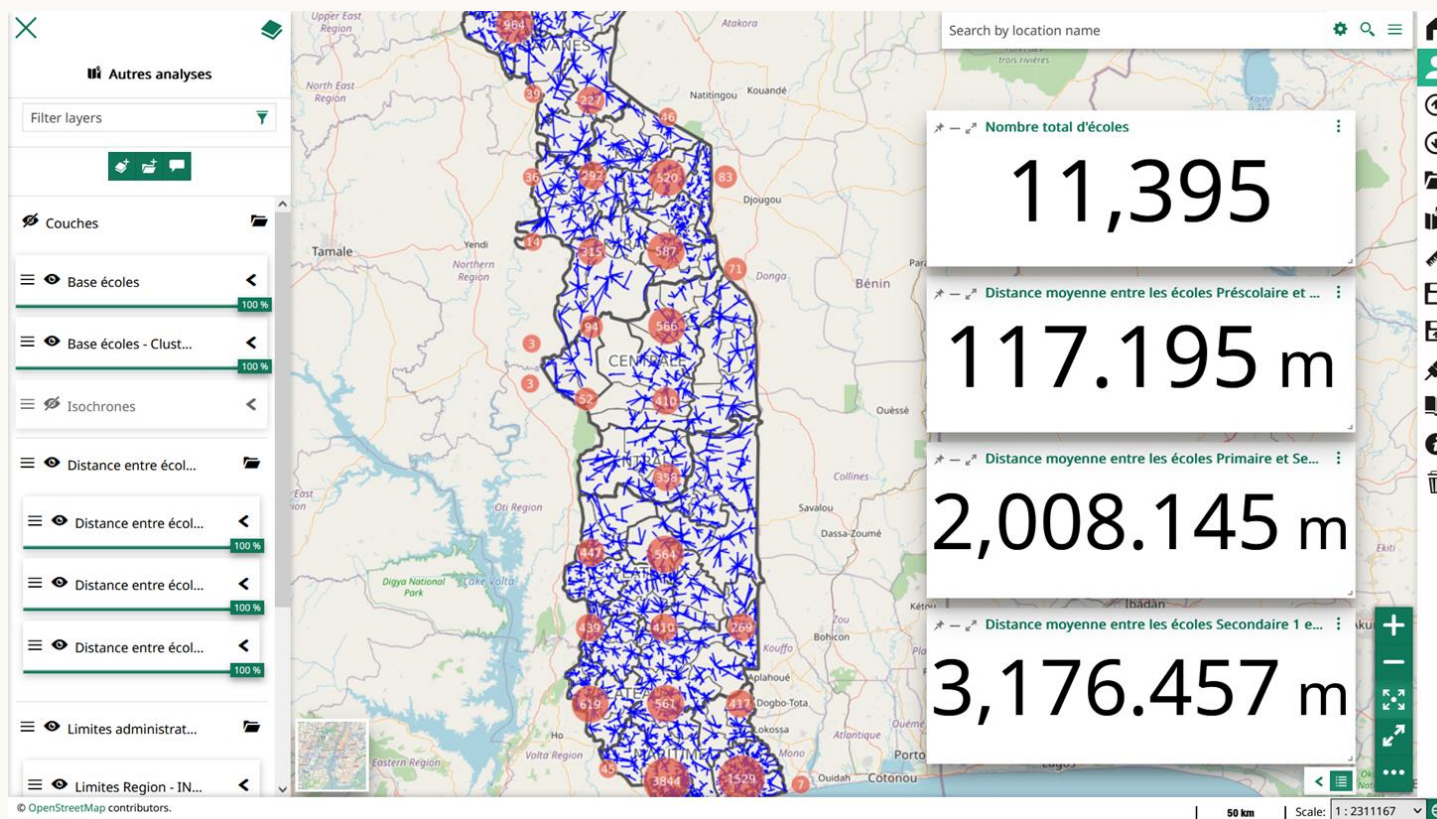 Autres analyses
Filter layers
Couches
Base écoles
100 %
Base écoles - Clust...
100 %
Isochrones
Distance entre écol...
Distance entre écol...
100 %
Distance entre écol...
100 %
Distance entre écol...
100 %
Limites administrat...
Limites Region - IN...
© OpenStreetMap contributors.
Upper East
Region
964
Atakora
North East
Region
39
227
Natitingou
Kouandé
46
36
292
520
83
Djougou
Tamale
Yendi
14
315
587
Northern
Region
71
Donga
Bénin
94
566
3
CENTRALE
3
52
410
Ouèssè
358
Collines
Oti Region
Savalou
Dassa-Zoumé
447
564
Digya National
Park
Lake Volta
439
410
269
Zou
Bohicon
Kouffo
Aplahoué
619
561
417
Dogbo-Tota
Ho
Lokossa
Volta Region
Mono
Atlantique
Eastern Region
MARITIME
45
3844
1529
7
Ouidah
Cotonou
Search by location name
trois rivières
Nombre total d'écoles
11,395
Distance moyenne entre les écoles Préscolaire et ...
117.195 m
Distance moyenne entre les écoles Primaire et Se...
2,008.145 m
Ekiti
Ibadan
Distance moyenne entre les écoles Secondaire 1 e...
3,176.457 m
50 km
Scale:
1 : 2311167